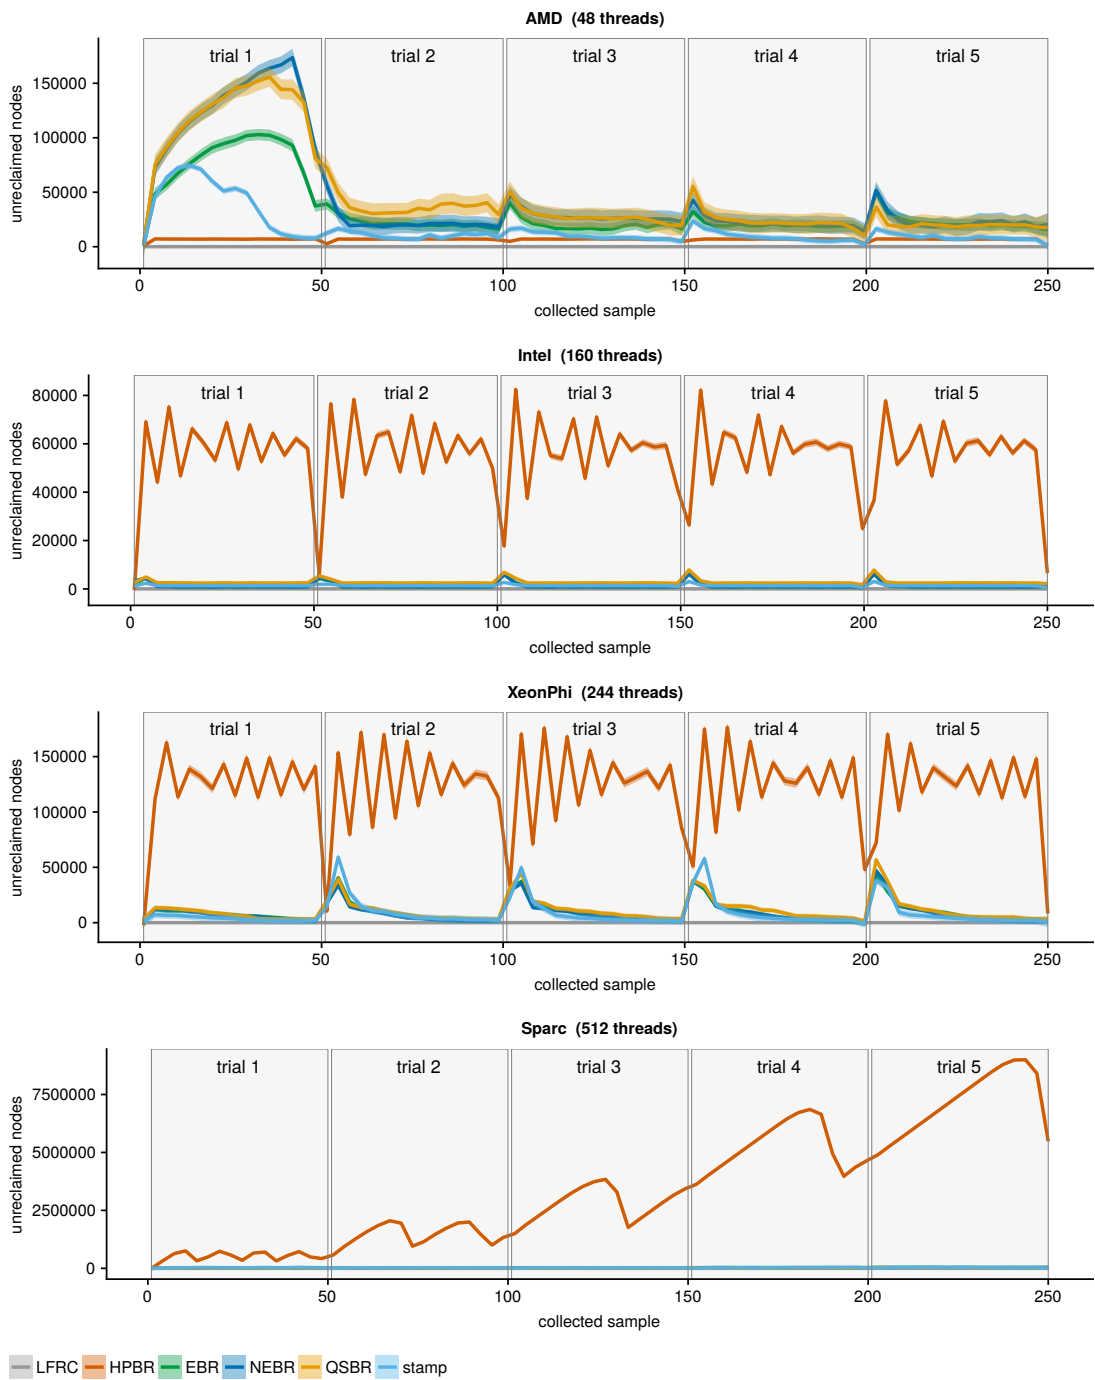 AMD (48 threads)
trial 1 trial 2 trial 3 trial 4 trial 5
unreclaimed nodes
150000
100000
50000
0
0 50 100 150 200 250
collected sample
Intel (160 threads)
trial 1 trial 2 trial 3 trial 4 trial 5
unreclaimed nodes
80000
60000
40000
20000
0
0 50 100 150 200 250
collected sample
XeonPhi (244 threads)
trial 1 trial 2 trial 3 trial 4 trial 5
unreclaimed nodes
150000
100000
50000
0
0 50 100 150 200 250
collected sample
Sparc (512 threads)
trial 1 trial 2 trial 3 trial 4 trial 5
unreclaimed nodes
7500000
5000000
2500000
0
0 50 100 150 200 250
collected sample
LFRC HPBR EBR NEBR QSBR stamp